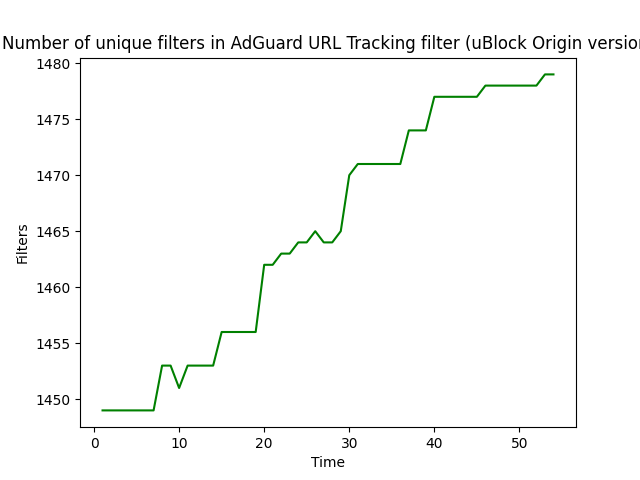 Number of unique filters in AdGuard URL Tracking filter (uBlock Origin version
1480
1475
1470
1465
1460
1455
1450
Filters
0 10 20 30 40 50
Time